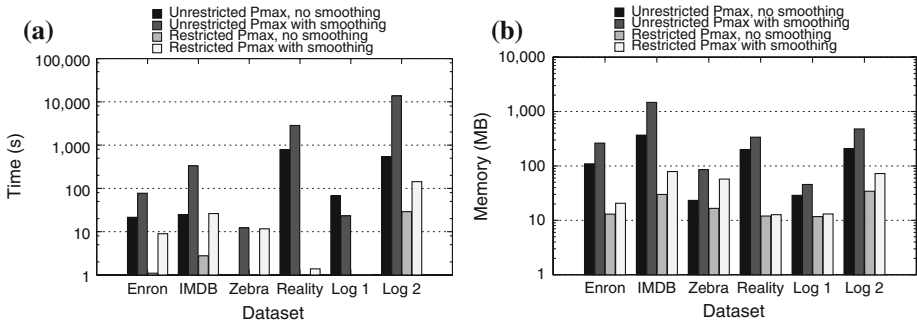 (a)
Unrestricted Pmax, no smoothing
Unrestricted Pmax with smoothing
Restricted Pmax, no smoothing
Restricted Pmax with smoothing
100,000
10,000
1,000
100
10
1
Time (s)
Enron IMDB Zebra Reality Log 1 Log 2
Dataset
(b)
Unrestricted Pmax, no smoothing
Unrestricted Pmax with smoothing
Restricted Pmax, no smoothing
Restricted Pmax with smoothing
10,000
1,000
100
10
1
Memory (MB)
Enron IMDB Zebra Reality Log 1 Log 2
Dataset